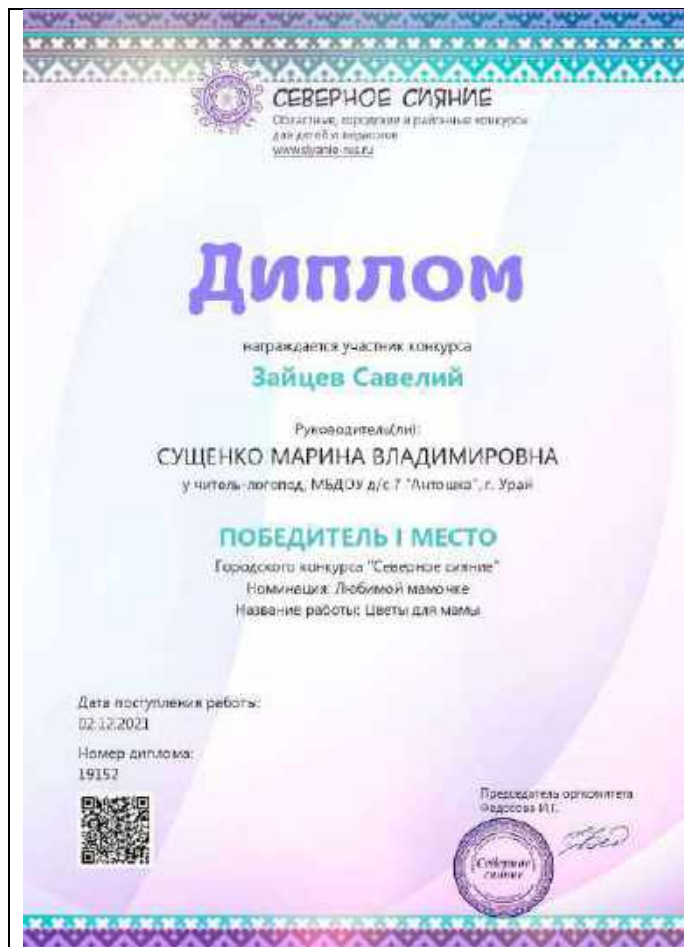 СЕВЕРНОЕ СИЯНИЕ
Областные, городские и районные конкурсы
для детей и взрослых
www.siyanie-rus.ru
Диплом
награждается участник конкурса
Зайцев Савелий
Руководитель(ли):
СУЩЕНКО МАРИНА ВЛАДИМИРОВНА
учитель-логопед, МБДОУ д/с 7 "Антошка", г. Урай
ПОБЕДИТЕЛЬ I МЕСТО
Городского конкурса "Северное сияние"
Номинация: Любимой мамочке
Название работы: Цветы для мамы
Дата поступления работы:
02.12.2021
Номер диплома:
19152
Председатель оргкомитета
Федосова И.Г.
Северное
сияние